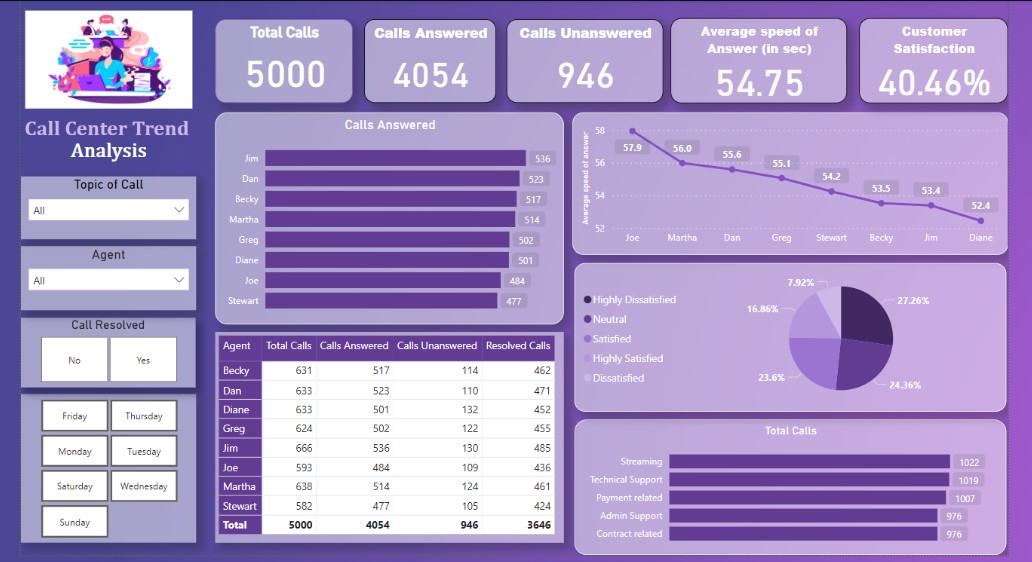 Call Center Trend
Analysis
Topic of Call
All
Agent
All
Call Resolved
No Yes
Friday Thursday
Monday Tuesday
Saturday Wednesday
Sunday
Total Calls
5000
Calls Answered
4054
Calls Unanswered
946
Average speed of
Answer (in sec)
54.75
Customer
Satisfaction
40.46%
Calls Answered
Jim 536
Dan 523
Becky 517
Martha 514
Greg 502
Diane 501
Joe 484
Stewart 477
Average speed of answer
58
56
54
52
57.9 56.0 55.6 55.1 54.2 53.5 53.4 52.4
Joe Martha Dan Greg Stewart Becky Jim Diane
Agent Total Calls Calls Answered Calls Unanswered Resolved Calls
Becky 631 517 114 462
Dan 633 523 110 471
Diane 633 501 132 452
Greg 624 502 122 455
Jim 666 536 130 485
Joe 593 484 109 436
Martha 638 514 124 461
Stewart 582 477 105 424
Total 5000 4054 946 3646
Highly Dissatisfied
Neutral
Satisfied
Highly Satisfied
Dissatisfied
7.92%
27.26%
16.86%
23.6%
24.36%
Total Calls
Streaming 1022
Technical Support 1019
Payment related 1007
Admin Support 976
Contract related 976